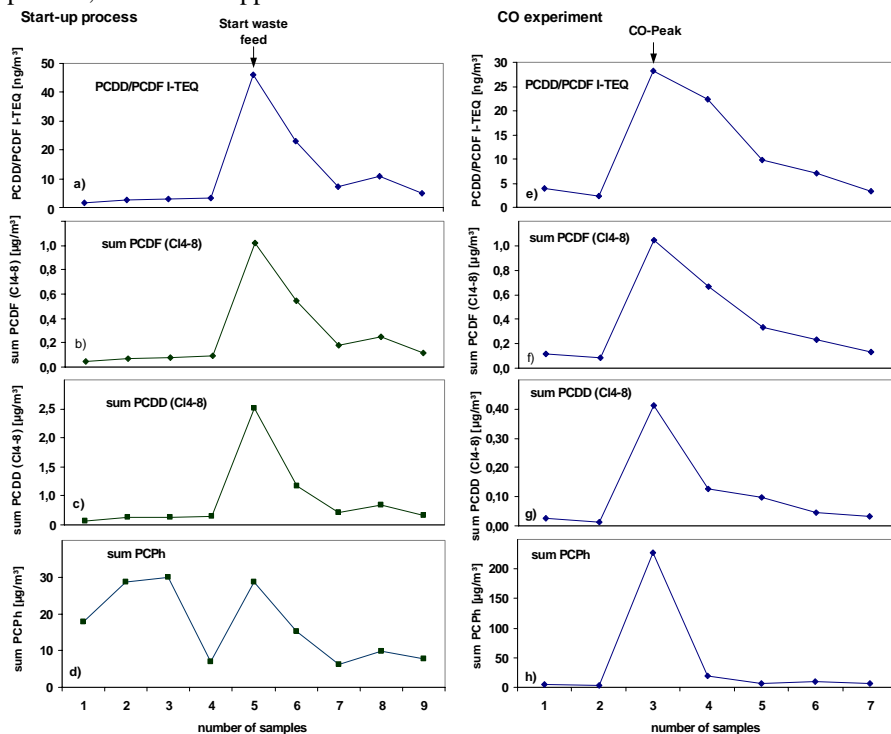 Start-up process
Start waste
feed
PCDD/PCDF I-TEQ
PCDD/PCDF I-TEQ [ng/m³]
50
40
30
20
10
0
a)
sum PCDF (Cl4-8)
sum PCDF (Cl4-8) [µg/m³]
1,0
0,8
0,6
0,4
0,2
0,0
b)
sum PCDD (Cl4-8)
sum PCDD (Cl4-8) [µg/m³]
2,5
1,0
0
c)
sum PCPh
sum PCPh [µg/m³]
30
20
10
0
d)
1 2 3 4 5 6 7 8 9
number of samples
CO experiment
CO-Peak
PCDD/PCDF I-TEQ
PCDD/PCDF I-TEQ [ng/m³]
30
25
20
15
10
5
0
e)
sum PCDF (Cl4-8)
sum PCDF (Cl4-8) [µg/m³]
1,0
0,8
0,6
0,4
0,2
0,0
f)
sum PCDD (Cl4-8)
sum PCDD (Cl4-8) [µg/m³]
0,40
0,30
0,20
0,10
0,00
g)
sum PCPh
sum PCPh [µg/m³]
200
150
100
50
0
h)
1 2 3 4 5 6 7
number of samples